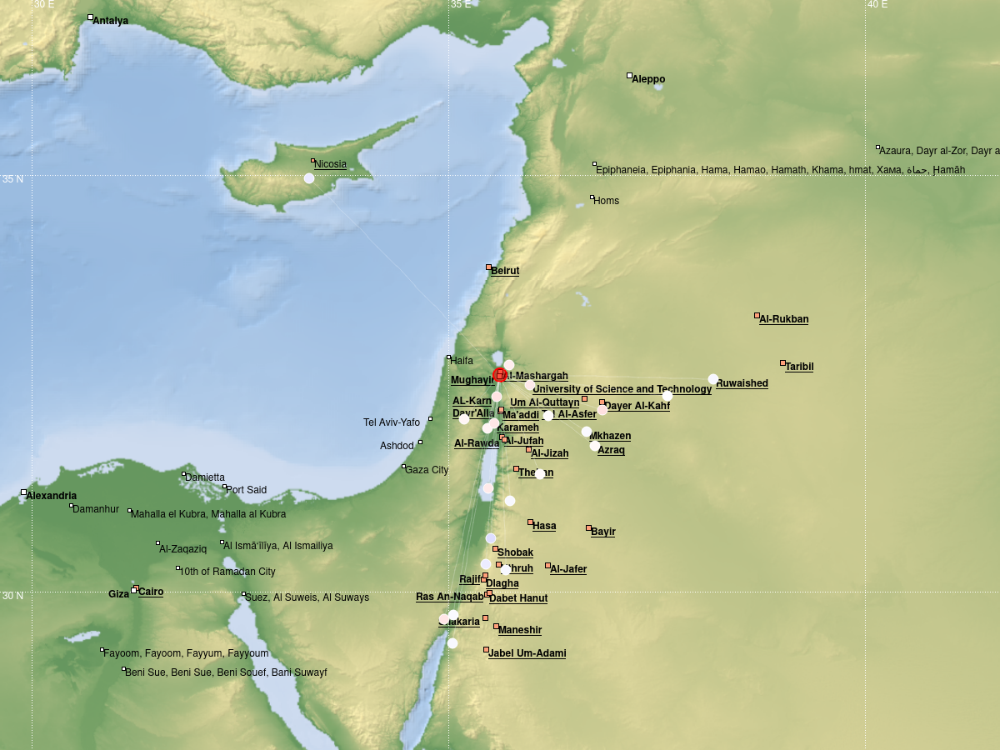 30 E
35 E
40 E
Antalya
Aleppo
Azaura, Dayr al-Zor, Dayr a
Nicosia
Epiphaneia, Epiphania, Hama, Hamao, Hamath, Khama, hmat, Хама, حماة, Ḩamāh
35 N
Homs
Beirut
Al-Rukban
Haifa
Taribil
Al-Mashargah
Mughayir
Ruwaished
University of Science and Technology
AL-Karn
Um Al-Quttayn
Dayer Al-Kahf
Dayr'Alla
Ma'addi
Al-Asfer
Tel Aviv-Yafo
Karameh
Mkhazen
Ashdod
Al-Rawda
Al-Jufah
Azraq
Al-Jizah
Gaza City
Damietta
Port Said
Alexandria
Damanhur
Mahalla el Kubra, Mahalla al Kubra
Hasa
Bayir
Al-Zaqaziq
Al Ismā‘īlīya, Al Ismailiya
Shobak
10th of Ramadan City
Al-Jafer
Rajif
Dlagha
Giza
Cairo
30 N
Suez, Al Suweis, Al Suways
Ras An-Naqab
Dabet Hanut
Maneshir
Fayoom, Fayoom, Fayyum, Fayyoum
Jabel Um-Adami
Beni Sue, Beni Sue, Beni Souef, Bani Suwayf